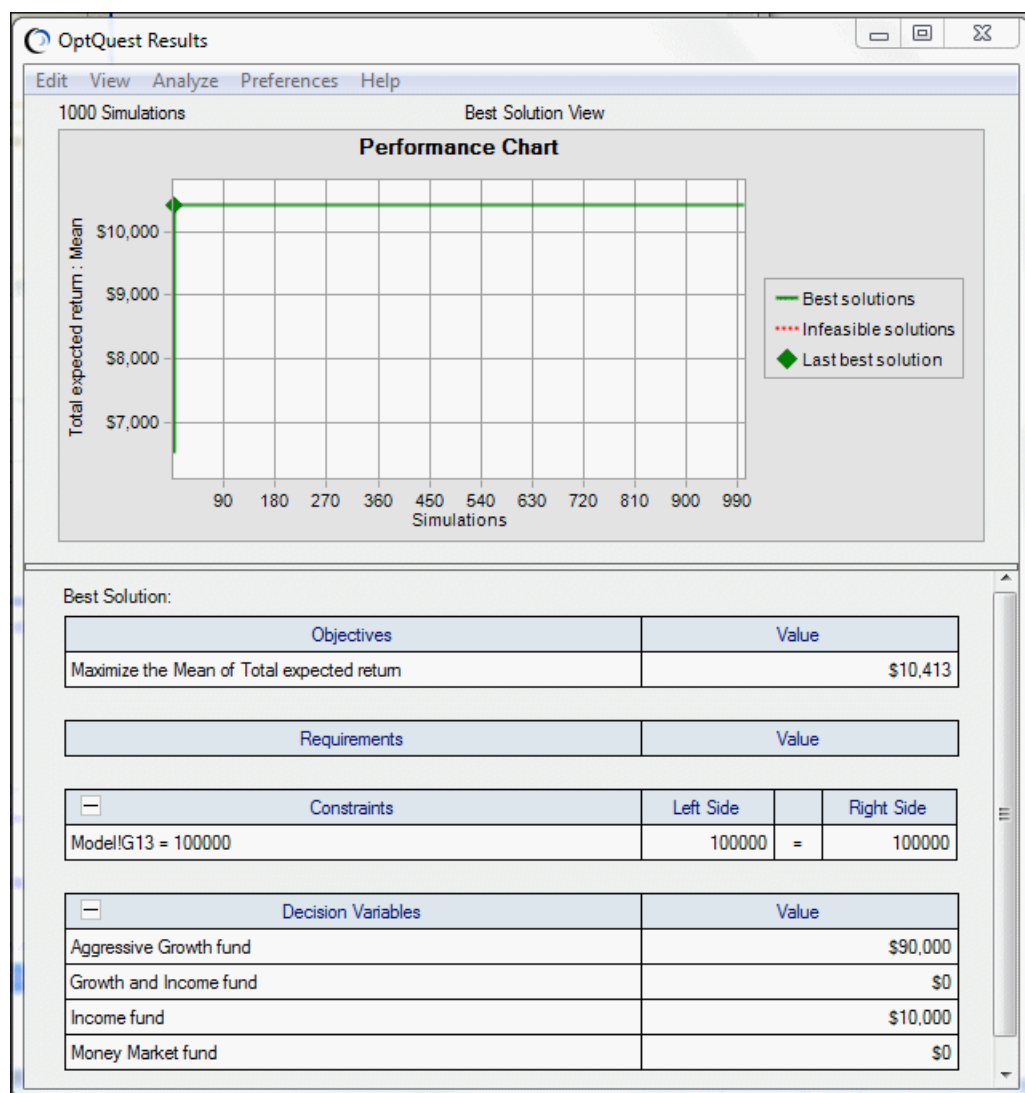 OptQuest Results
Edit View Analyze Preferences Help
1000 Simulations Best Solution View
Performance Chart
Total expected return : Mean
$10,000
$9,000
$8,000
$7,000
90 180 270 360 450 540 630 720 810 900 990
Simulations
Best solutions
Infeasible solutions
Last best solution
Best Solution:
Objectives Value
Maximize the Mean of Total expected return $10,413
Requirements Value
Constraints Left Side Right Side
Model!G13 = 100000 100000 = 100000
Decision Variables Value
Aggressive Growth fund $90,000
Growth and Income fund $0
Income fund $10,000
Money Market fund $0